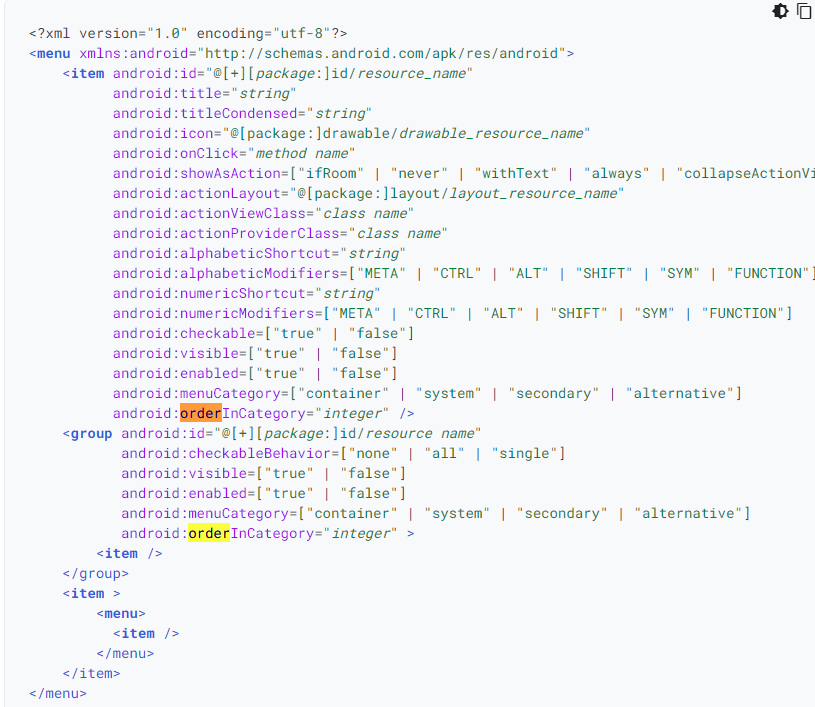 <?xml version="1.0" encoding="utf-8"?>
<menu xmlns:android="http://schemas.android.com/apk/res/android">
    <item android:id="@[+][package:]id/resource_name"
          android:title="string"
          android:titleCondensed="string"
          android:icon="@[package:]drawable/drawable_resource_name"
          android:onClick="method name"
          android:showAsAction=["ifRoom" | "never" | "withText" | "always" | "collapseActionVi
          android:actionLayout="@[package:]layout/layout_resource_name"
          android:actionViewClass="class name"
          android:actionProviderClass="class name"
          android:alphabeticShortcut="string"
          android:alphabeticModifiers=["META" | "CTRL" | "ALT" | "SHIFT" | "SYM" | "FUNCTION"]
          android:numericShortcut="string"
          android:numericModifiers=["META" | "CTRL" | "ALT" | "SHIFT" | "SYM" | "FUNCTION"]
          android:checkable=["true" | "false"]
          android:visible=["true" | "false"]
          android:enabled=["true" | "false"]
          android:menuCategory=["container" | "system" | "secondary" | "alternative"]
          android:orderInCategory="integer" />
    <group android:id="@[+][package:]id/resource name"
           android:checkableBehavior=["none" | "all" | "single"]
           android:visible=["true" | "false"]
           android:enabled=["true" | "false"]
           android:menuCategory=["container" | "system" | "secondary" | "alternative"]
           android:orderInCategory="integer" >
        <item />
    </group>
    <item >
        <menu>
          <item />
        </menu>
    </item>
</menu>